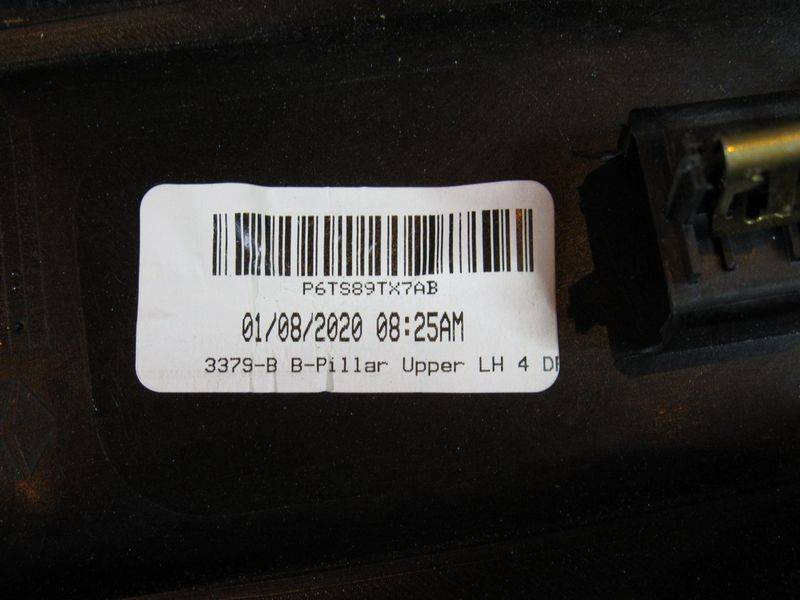 P6TS89TX7AB
01/08/2020 08:25AM
3379-B B-Pillar Upper LH 4